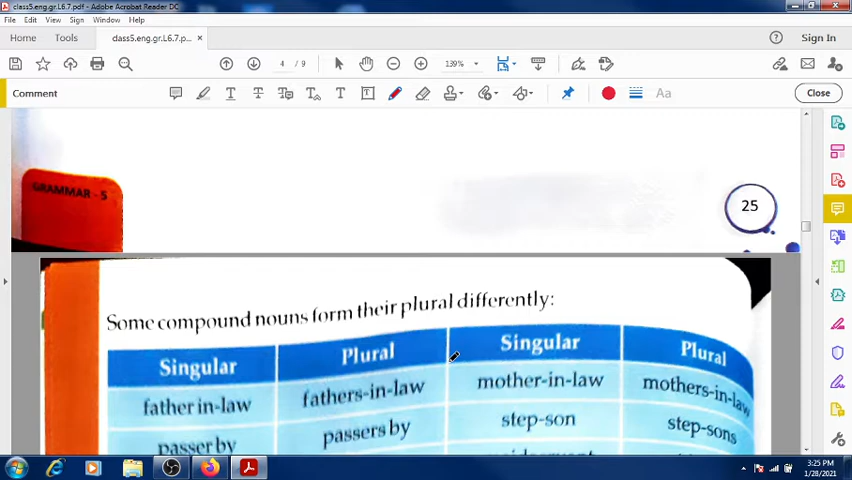 class5.eng.gr.L6.7.pdf - Adobe Acrobat Reader DC
File Edit View Sign Window Help
Home Tools class5.eng.gr.L6.7.p... × Sign In
4 / 9 139%
Comment Aa Close
GRAMMAR - 5
25
Some compound nouns form their plural differently:
Singular Plural Singular Plural
father in-law fathers-in-law mother-in-law mothers-in-law
passer by passers by step-son step-sons
3:25 PM
1/28/2021